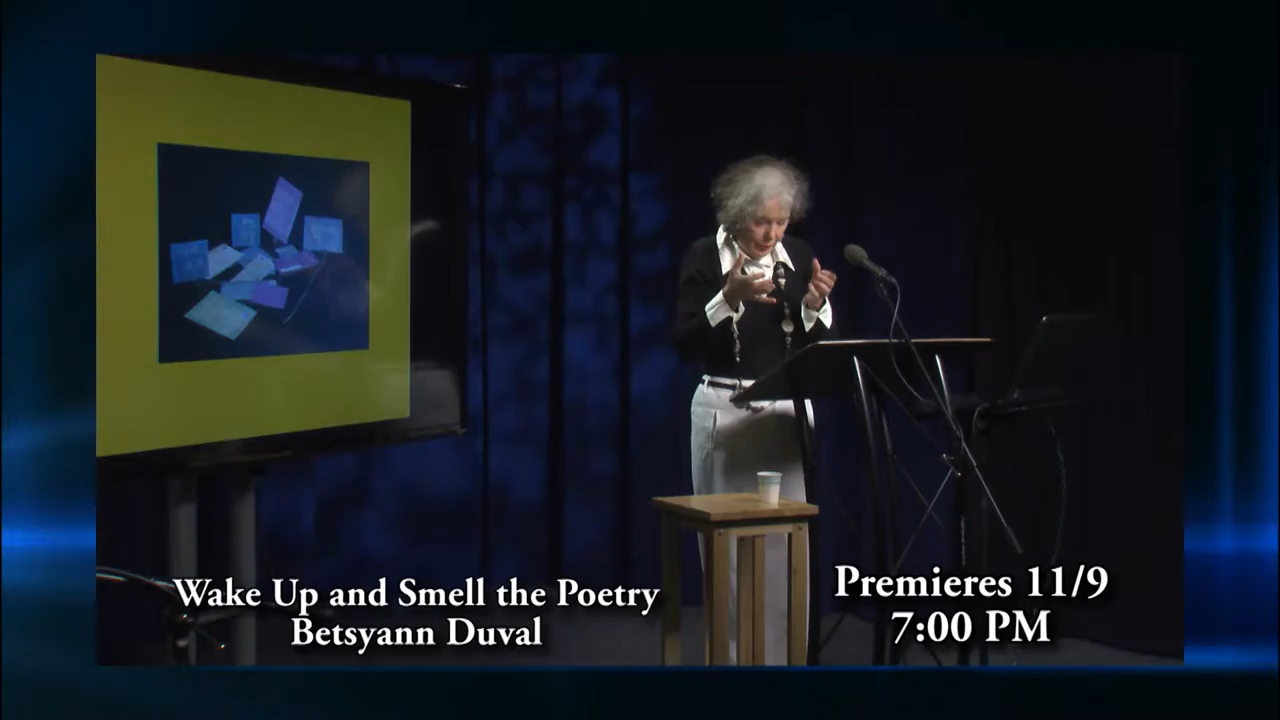 Wake Up and Smell the Poetry
Betsyann Duval
Premieres 11/9
7:00 PM